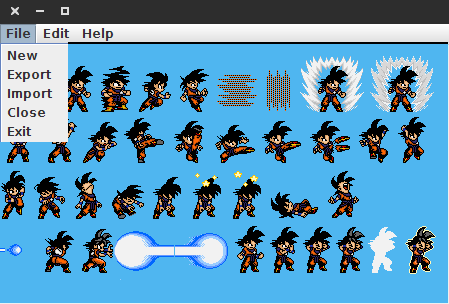 File Edit Help
New
Export
Import
Close
Exit